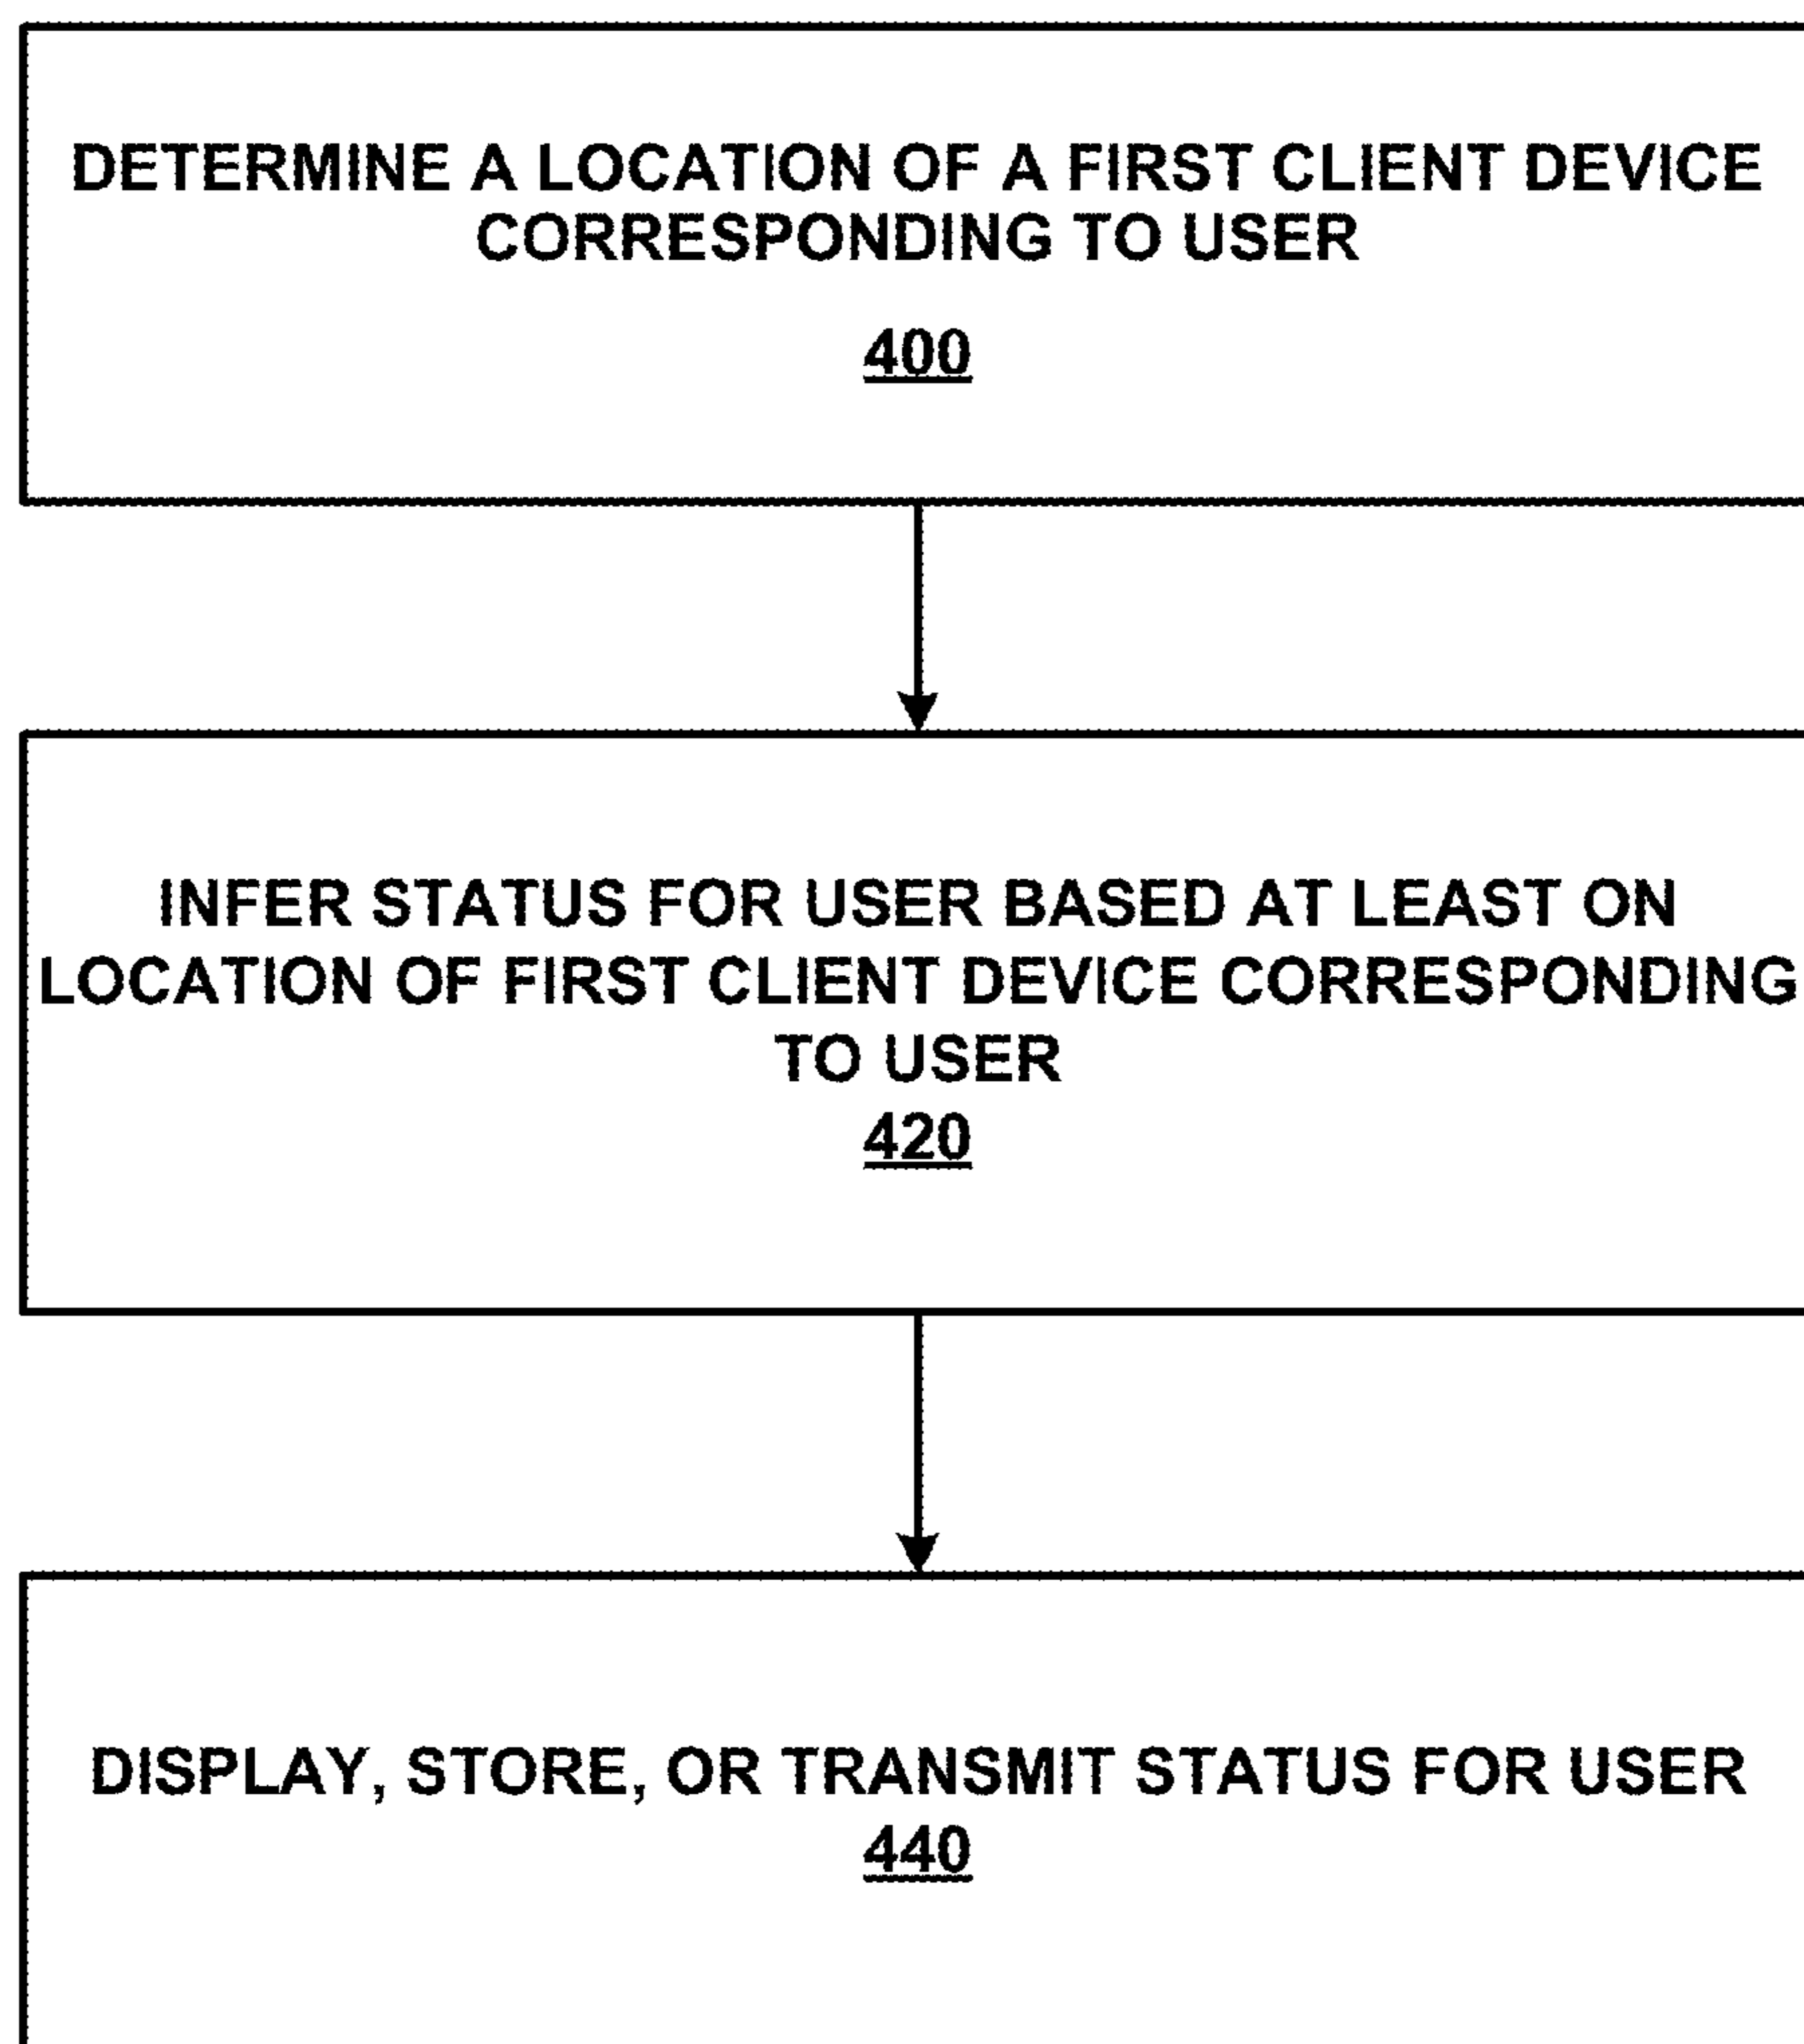 DETERMINE A LOCATION OF A FIRST CLIENT DEVICE
CORRESPONDING TO USER
400
INFER STATUS FOR USER BASED AT LEAST ON
LOCATION OF FIRST CLIENT DEVICE CORRESPONDING
TO USER
420
DISPLAY, STORE, OR TRANSMIT STATUS FOR USER
440